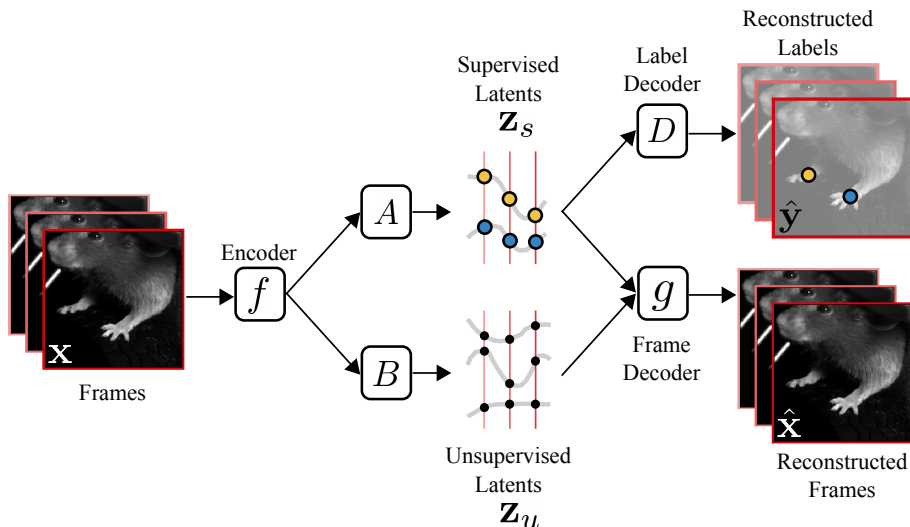 Reconstructed
Labels
Supervised
Latents
z_s
Label
Decoder
D
ŷ
A
Encoder
f
x
Frames
B
g
Frame
Decoder
x̂
Unsupervised
Latents
z_u
Reconstructed
Frames